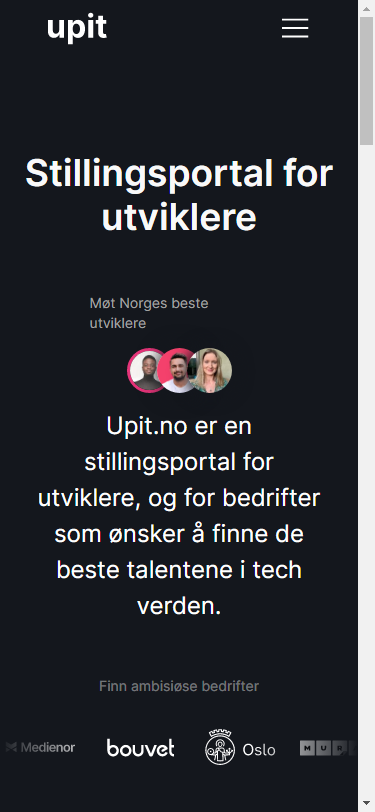 upit
Stillingsportal for
utviklere
Møt Norges beste
utviklere
Upit.no er en
stillingsportal for
utviklere, og for bedrifter
som ønsker å finne de
beste talentene i tech
verden.
Finn ambisiøse bedrifter
Medienor
bouvet
Oslo